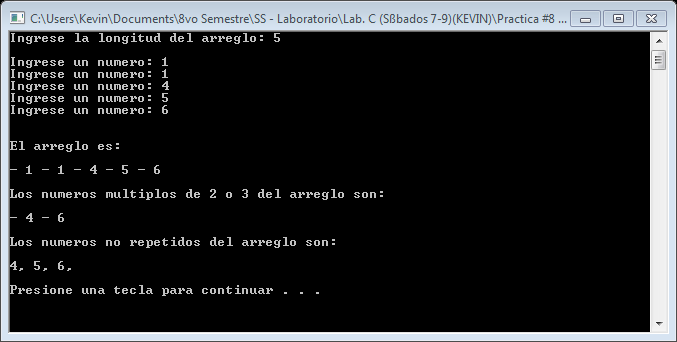 C:\Users\Kevin\Documents\8vo Semestre\SS - Laboratorio\Lab. C (Sßbados 7-9)(KEVIN)\Practica #8 ...
Ingrese la longitud del arreglo: 5
Ingrese un numero: 1
Ingrese un numero: 1
Ingrese un numero: 4
Ingrese un numero: 5
Ingrese un numero: 6
El arreglo es:
- 1 - 1 - 4 - 5 - 6
Los numeros multiplos de 2 o 3 del arreglo son:
- 4 - 6
Los numeros no repetidos del arreglo son:
4, 5, 6,
Presione una tecla para continuar . . .